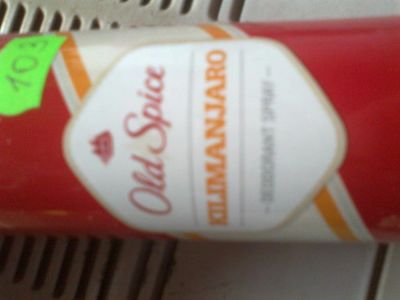 103
Old Spice
KILIMANJARO
- DEODORANT SPRAY -